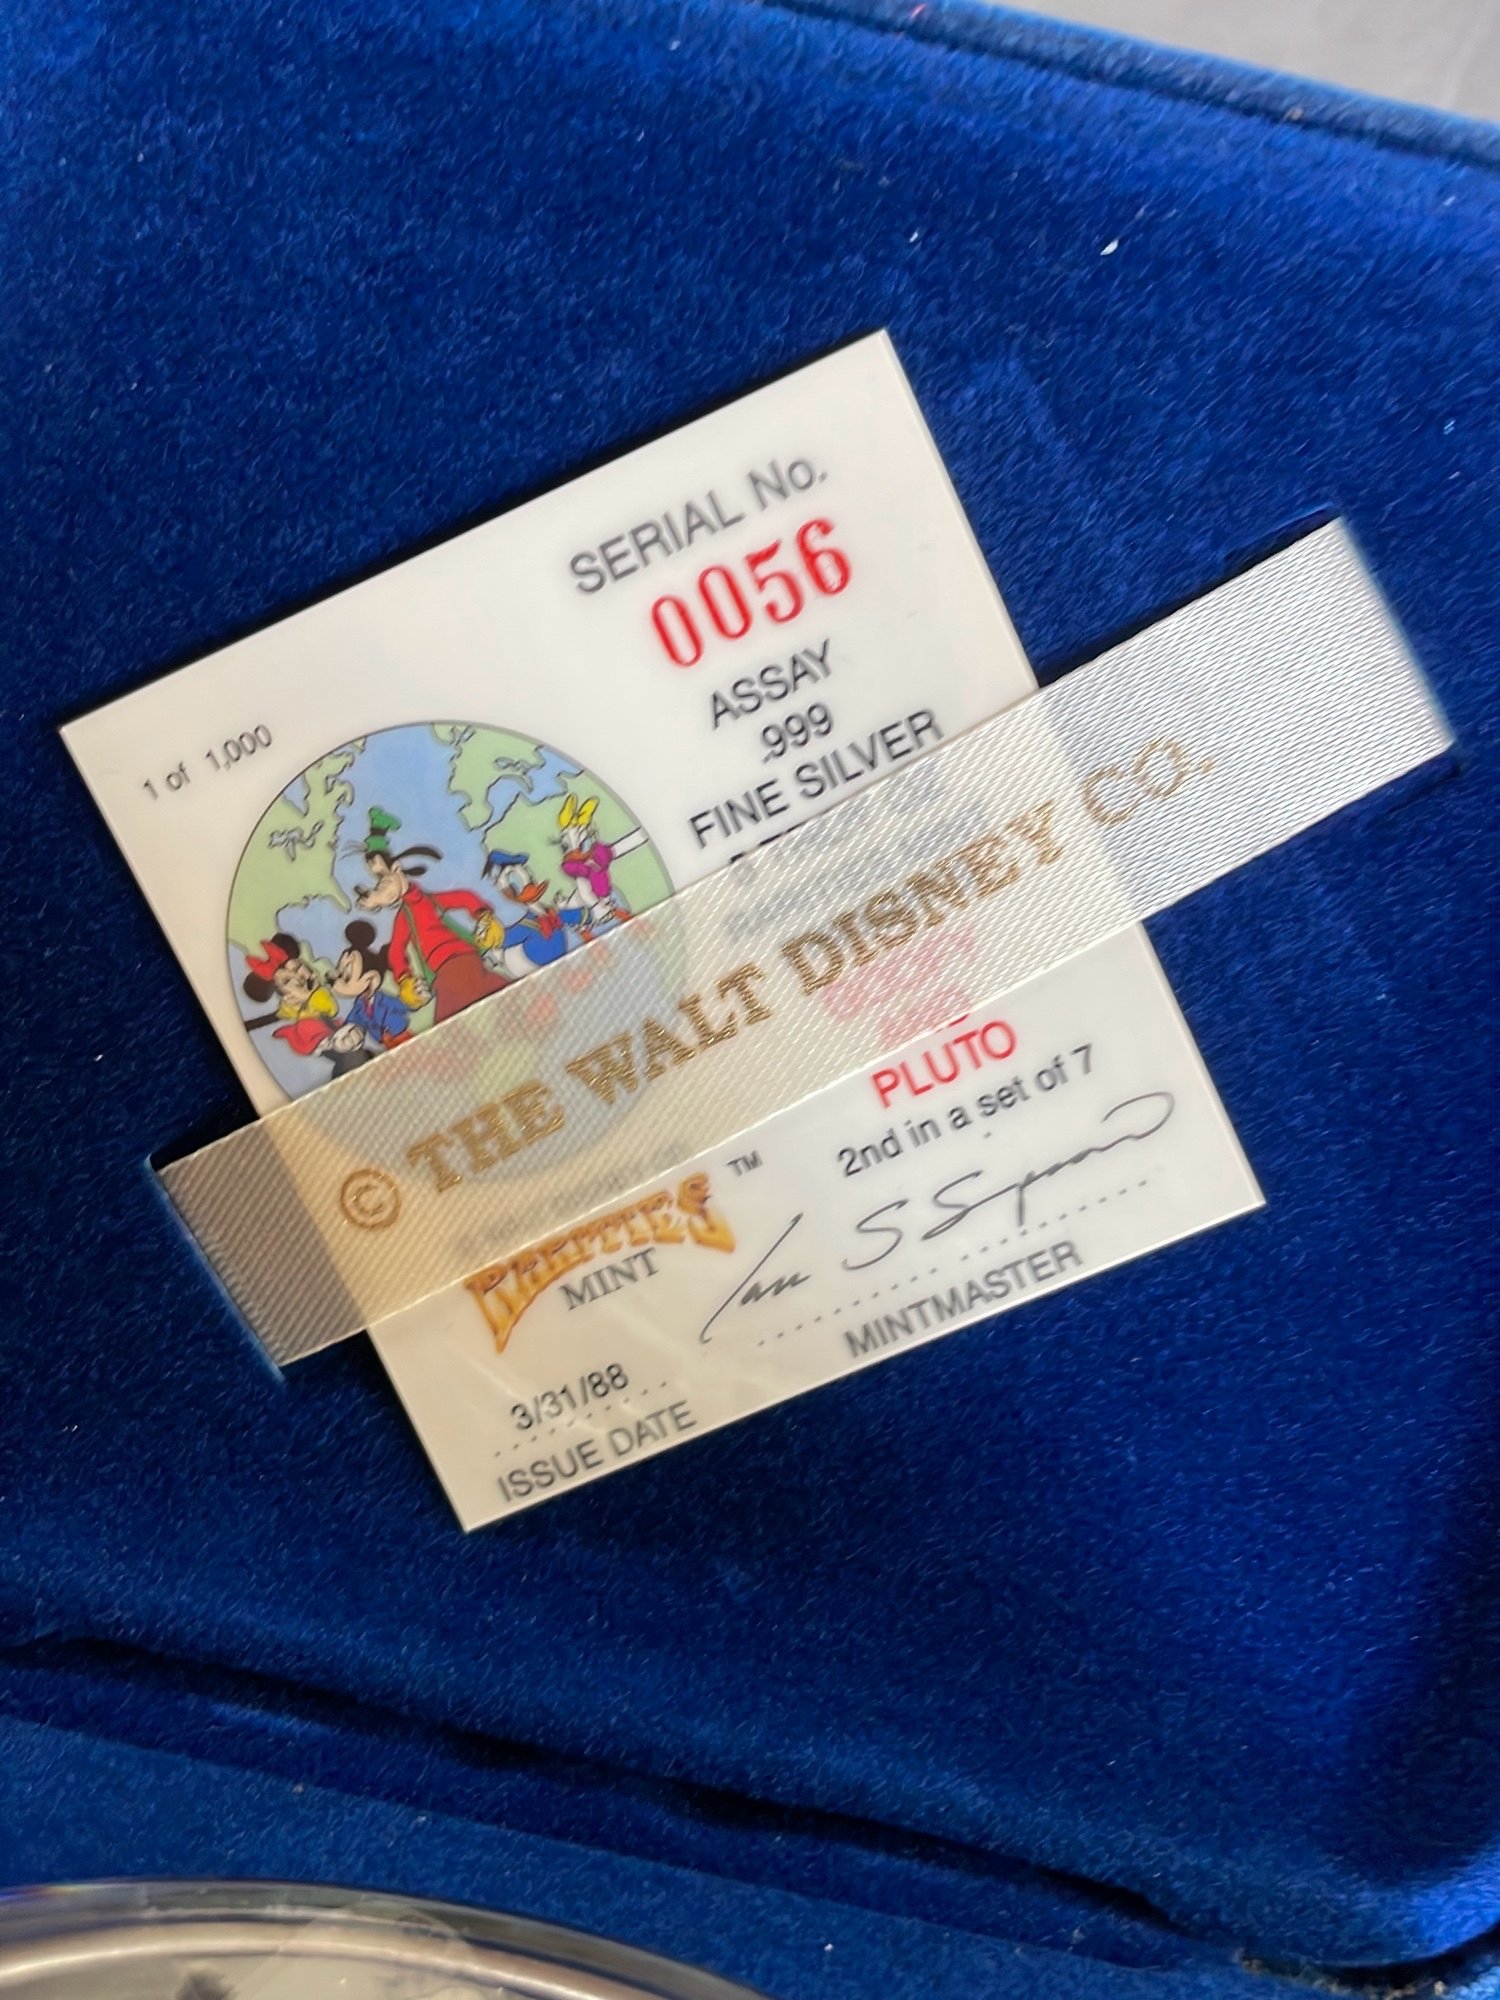 SERIAL No.
0056
1 of 1,000
ASSAY
.999
FINE SILVER
© THE WALT DISNEY CO.
PLUTO
2nd in a set of 7
RARITIES ™
MINT
MINTMASTER
3/31/88
ISSUE DATE